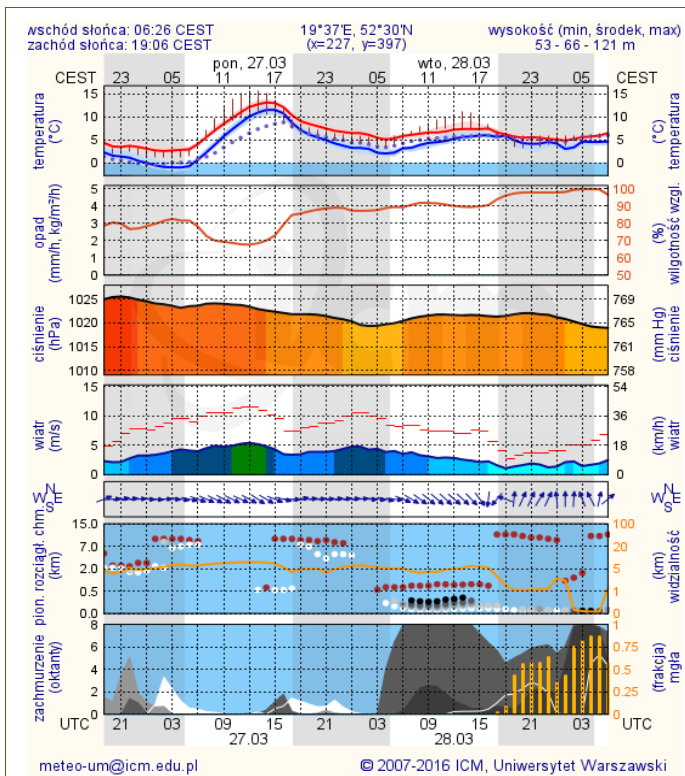 wschód słońca: 06:26 CEST 19°37'E, 52°30'N wysokość (min, środek, max)
zachód słońca: 19:06 CEST (x=227, y=397) 53 - 66 - 121 m
pon, 27.03 wto, 28.03
CEST 23 05 11 17 23 05 11 17 23 05 CEST
temperatura (°C) 15 10 5 0 15 10 5 0 (°C) temperatura
opad (mm/h, kg/m²/h) 5 4 3 2 1 0 100 90 80 70 60 50 (%) wilgotność wzgl.
ciśnienie (hPa) 1025 1020 1015 1010 769 765 761 758 (mm Hg) ciśnienie
wiatr (m/s) 15 10 5 0 54 36 18 0 (km/h) wiatr
N W E S N W E S
pion. rozciągł. chm. (km) 15.0 7.0 2.0 0.5 0.0 100 20 5 1 0 (km) widzialność
zachmurzenie (oktanty) 8 6 4 2 0 1 0.75 0.5 0.25 0 (frakcja) mgła
UTC 21 03 09 15 21 03 09 15 21 03 UTC
27.03 28.03
meteo-um@icm.edu.pl © 2007-2016 ICM, Uniwersytet Warszawski